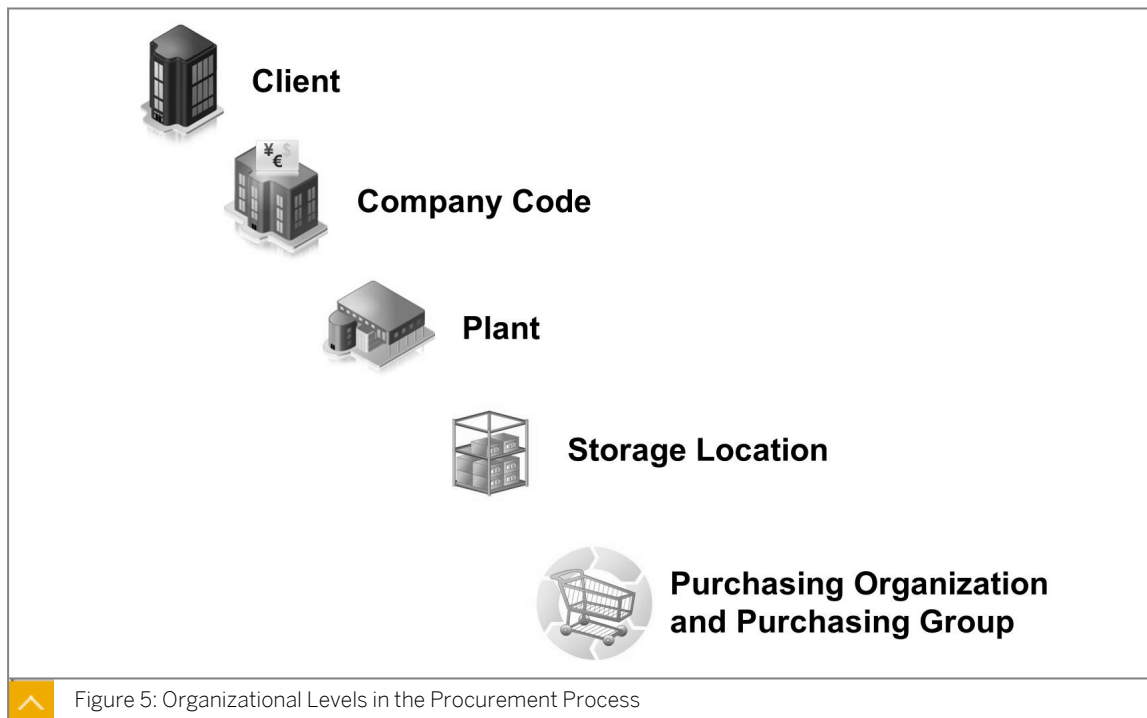 Client
¥ $
€
Company Code
Plant
Storage Location
Purchasing Organization
and Purchasing Group
Figure 5: Organizational Levels in the Procurement Process